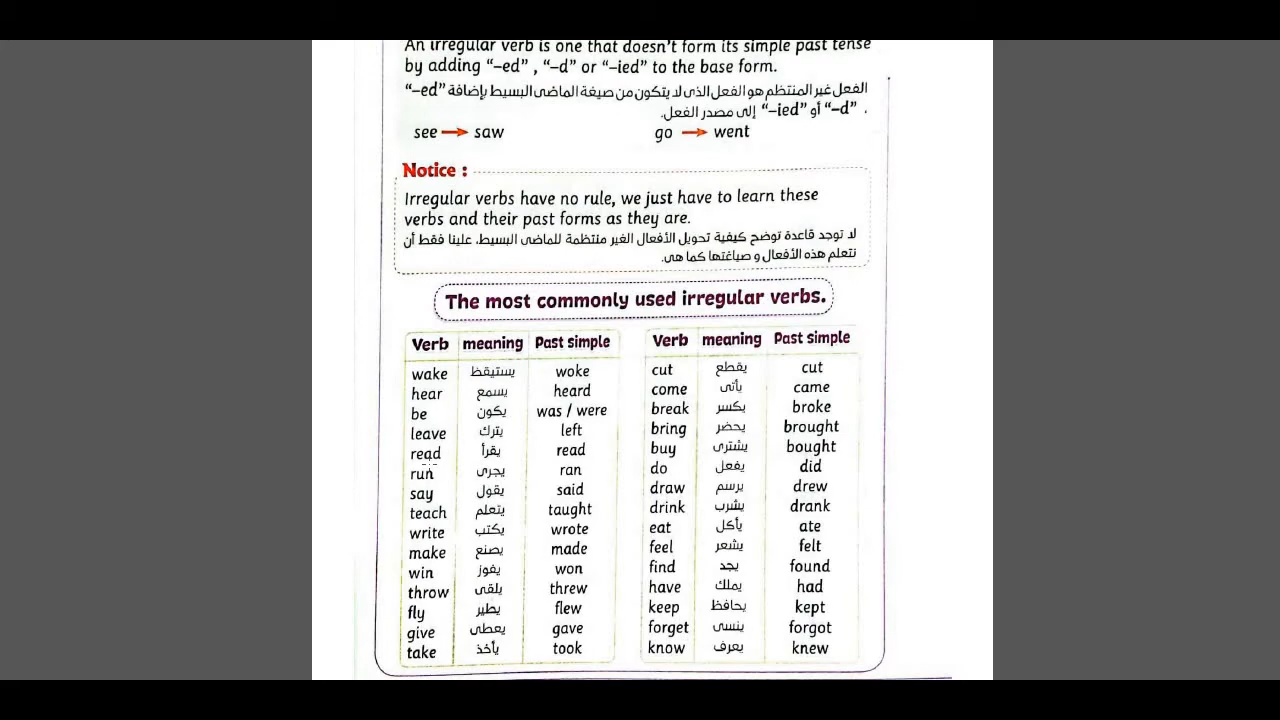 An irregular verb is one that doesn't form its simple past tense
by adding "–ed" , "–d" or "–ied" to the base form.
الفعل غير المنتظم هو الفعل الذى لا يتكون من صيغة الماضى البسيط بإضافة "ed–"
، "d–" أو "ied–" إلى مصدر الفعل.
see → saw go → went
Notice :
Irregular verbs have no rule, we just have to learn these
verbs and their past forms as they are.
لا توجد قاعدة توضح كيفية تحويل الأفعال الغير منتظمة للماضى البسيط، علينا فقط أن
نتعلم هذه الأفعال و صياغتها كما هى.
The most commonly used irregular verbs.
Verb meaning Past simple
wake يستيقظ woke
hear يسمع heard
be يكون was / were
leave يترك left
read يقرأ read
run يجرى ran
say يقول said
teach يتعلم taught
write يكتب wrote
make يصنع made
win يفوز won
throw يلقى threw
fly يطير flew
give يعطى gave
take يأخذ took
Verb meaning Past simple
cut يقطع cut
come يأتى came
break يكسر broke
bring يحضر brought
buy يشترى bought
do يفعل did
draw يرسم drew
drink يشرب drank
eat يأكل ate
feel يشعر felt
find يجد found
have يملك had
keep يحافظ kept
forget ينسى forgot
know يعرف knew